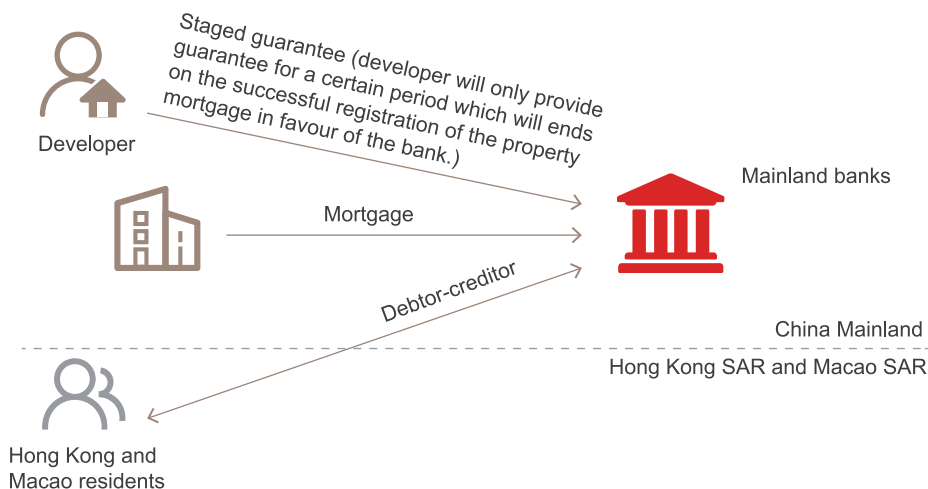 Staged guarantee (developer will only provide
guarantee for a certain period which will ends
on the successful registration of the property
mortgage in favour of the bank.)
Developer
Mainland banks
Mortgage
Debtor-creditor
China Mainland
Hong Kong SAR and Macao SAR
Hong Kong and
Macao residents